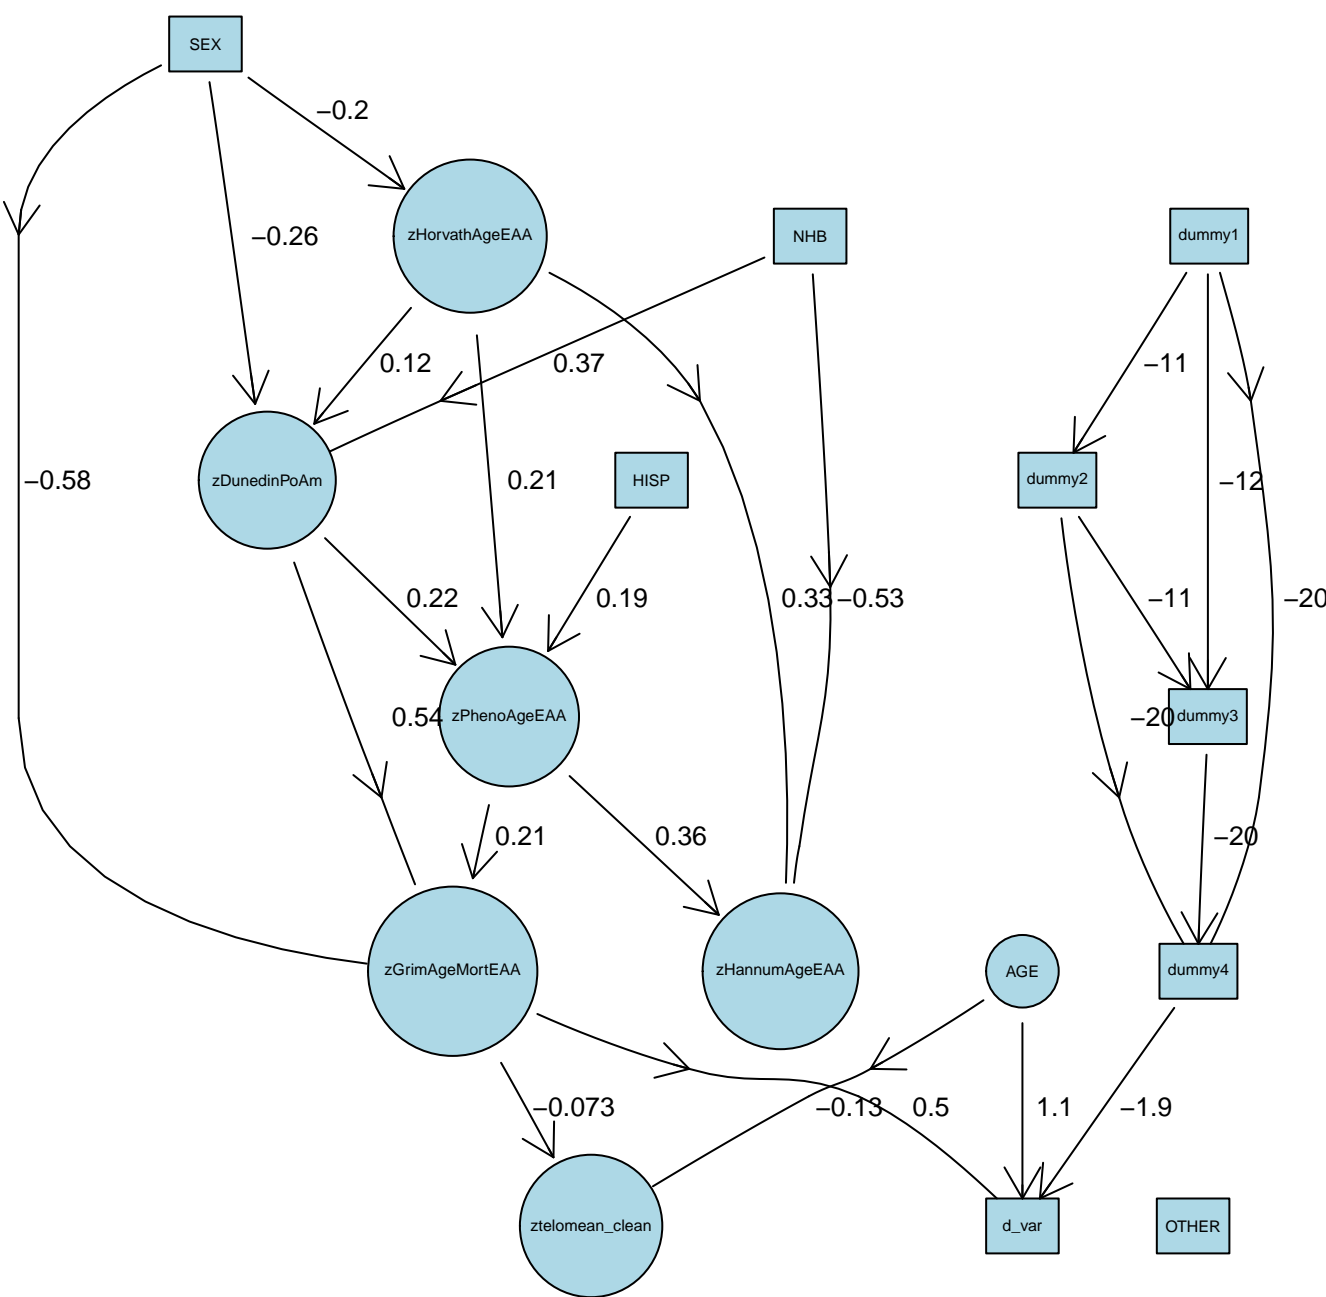 SEX
−0.2
−0.26
zHorvathAgeEAA
NHB
dummy1
0.12
0.37
−11
−0.58
zDunedinPoAm
0.21
HISP
dummy2
−12
0.22
0.19
0.33
−0.53
−11
−20
0.54
zPhenoAgeEAA
−20
dummy3
0.21
0.36
−20
zGrimAgeMortEAA
zHannumAgeEAA
AGE
dummy4
−0.073
−0.13
0.5
1.1
−1.9
ztelomean_clean
d_var
OTHER